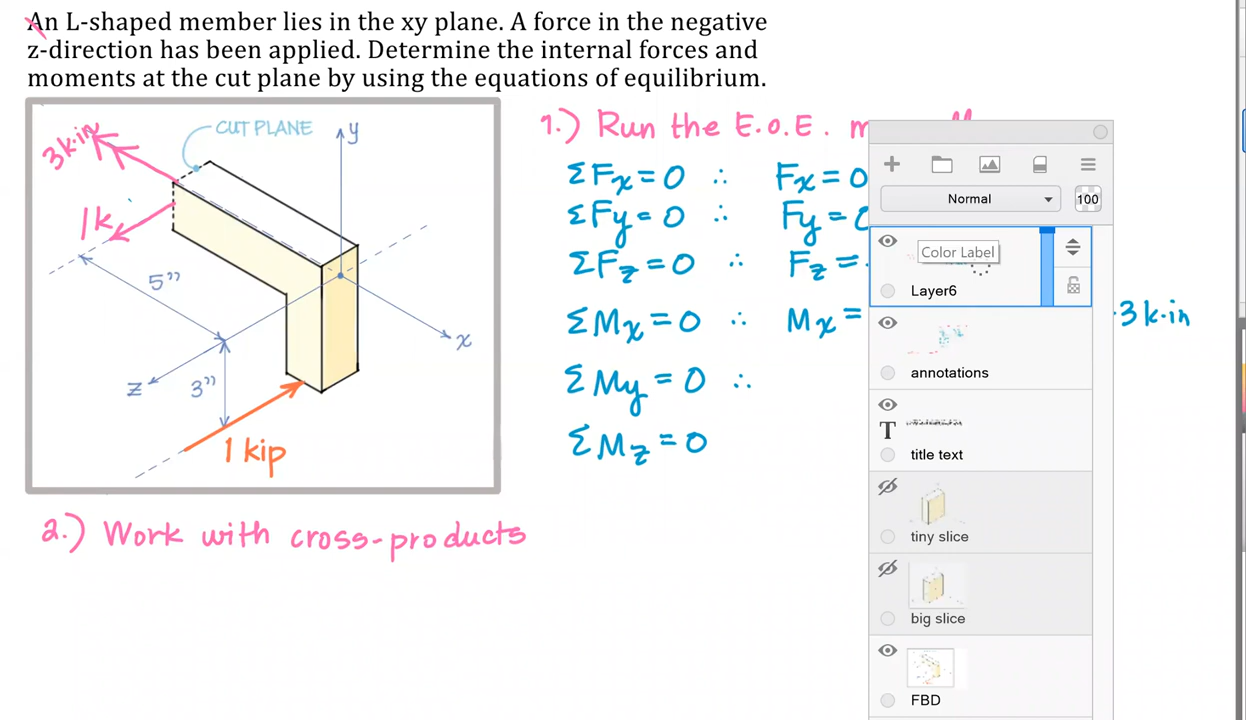 An L-shaped member lies in the xy plane. A force in the negative
z-direction has been applied. Determine the internal forces and
moments at the cut plane by using the equations of equilibrium.
CUT PLANE
y
3k·in
1k
5"
x
z
3"
1 kip
1.) Run the E.o.E.
ΣFx=0 ∴ Fx=0
ΣFy=0 ∴ Fy=0
ΣFz=0 ∴ Fz=
ΣMx=0 ∴ Mx= 3k·in
ΣMy=0 ∴
ΣMz=0
2.) Work with cross-products
Normal
100
Color Label
Layer6
annotations
T
title text
tiny slice
big slice
FBD